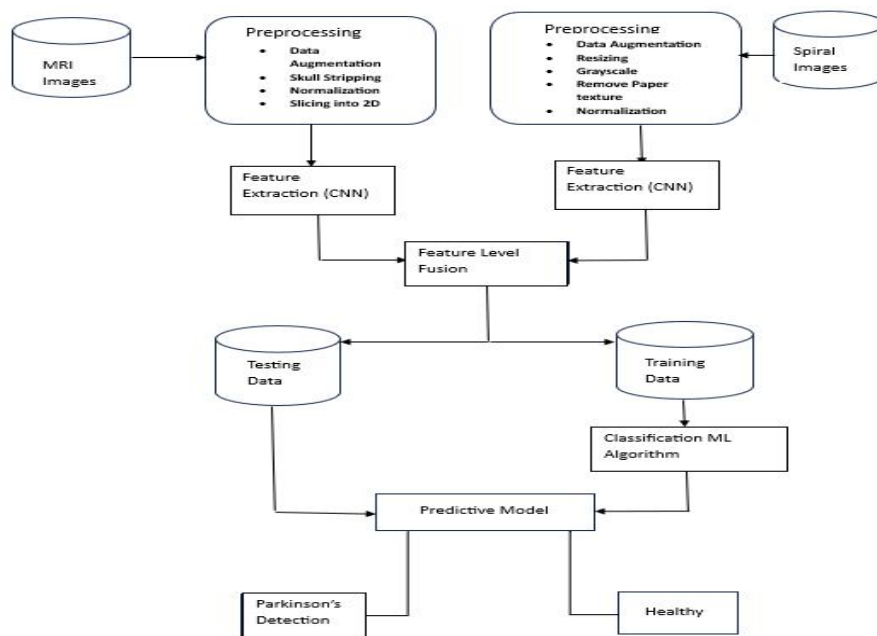 MRI
Images
Preprocessing
• Data
Augmentation
• Skull Stripping
• Normalization
• Slicing into 2D
Preprocessing
• Data Augmentation
• Resizing
• Grayscale
• Remove Paper
texture
• Normalization
Spiral
Images
Feature
Extraction (CNN)
Feature
Extraction (CNN)
Feature Level
Fusion
Testing
Data
Training
Data
Classification ML
Algorithm
Predictive Model
Parkinson's
Detection
Healthy